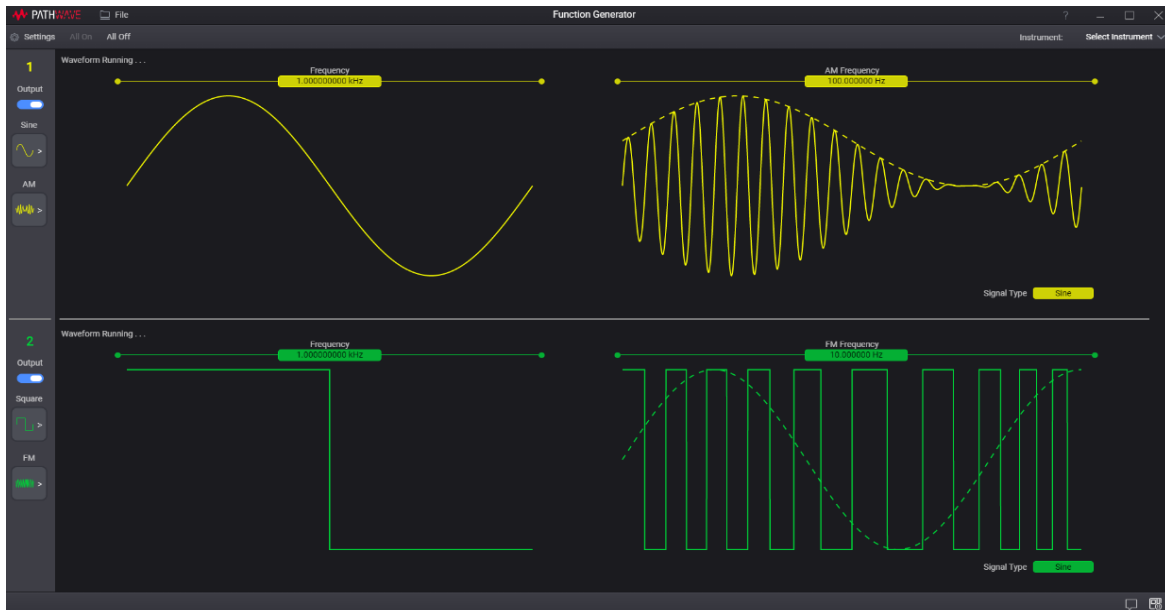 PATHWAVE File Function Generator ?
Settings All On All Off Instrument: Select Instrument
1
Output
Sine
AM
Waveform Running . . .
Frequency
1.000000000 kHz
AM Frequency
100.000000 Hz
Signal Type Sine
2
Output
Square
FM
Waveform Running . . .
Frequency
1.000000000 kHz
FM Frequency
10.000000 Hz
Signal Type Sine